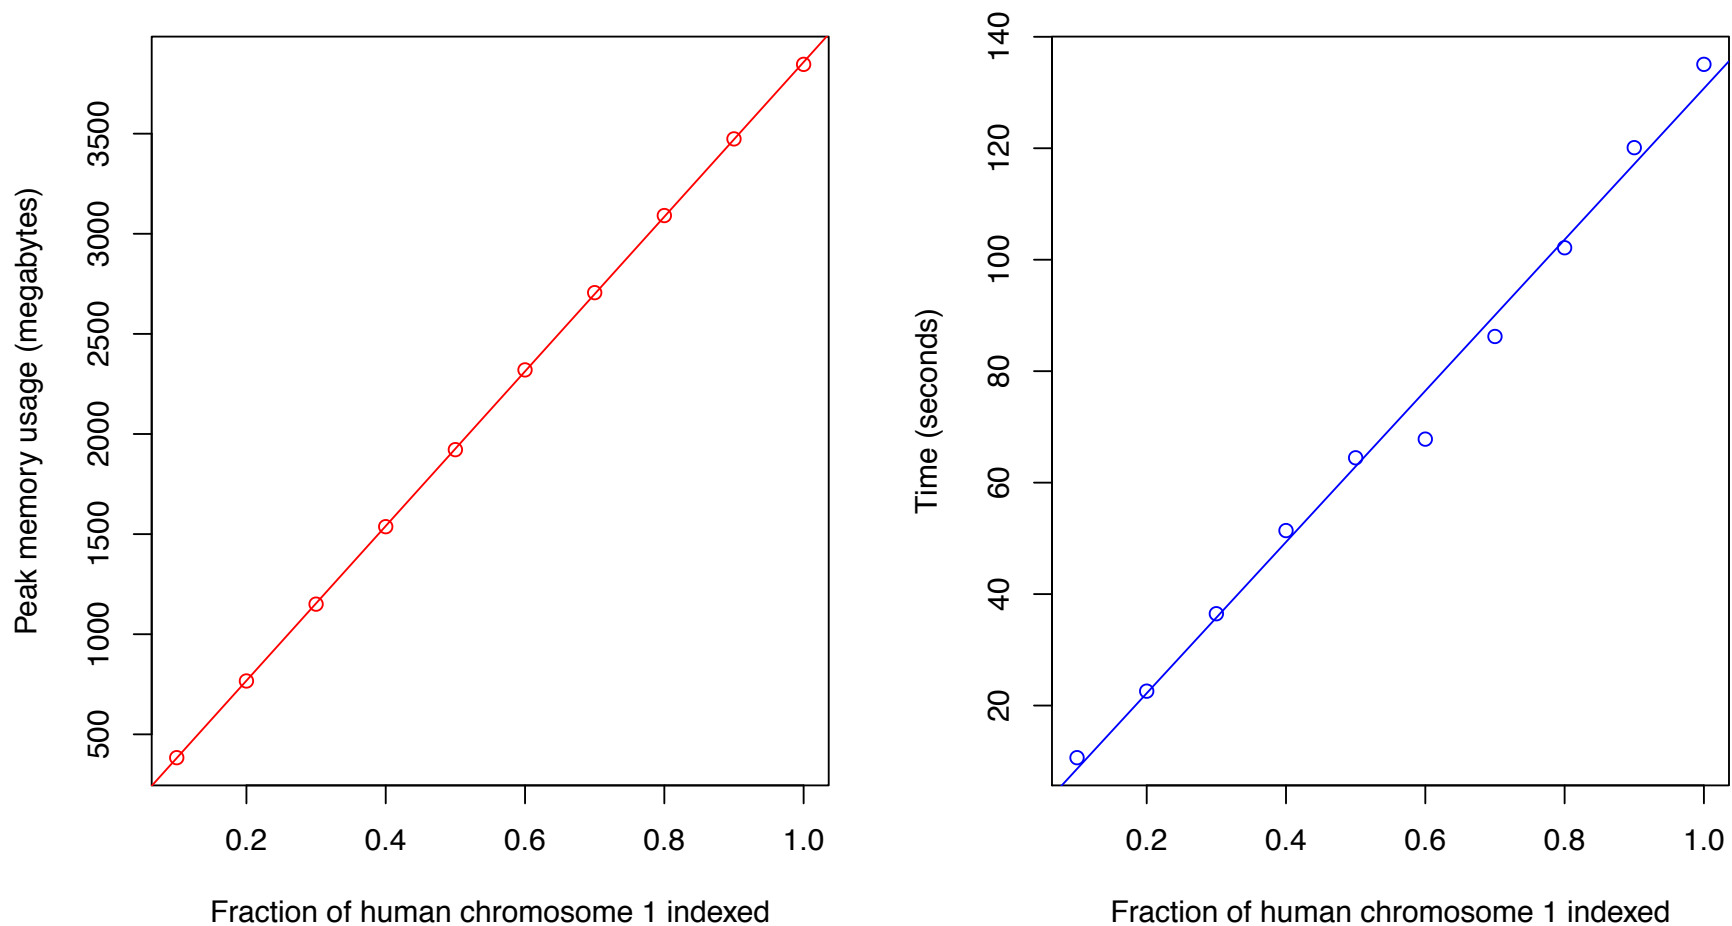 Peak memory usage (megabytes)
3500
3000
2500
2000
1500
1000
500
0.2 0.4 0.6 0.8 1.0
Fraction of human chromosome 1 indexed
Time (seconds)
140
120
100
80
60
40
20
0.2 0.4 0.6 0.8 1.0
Fraction of human chromosome 1 indexed